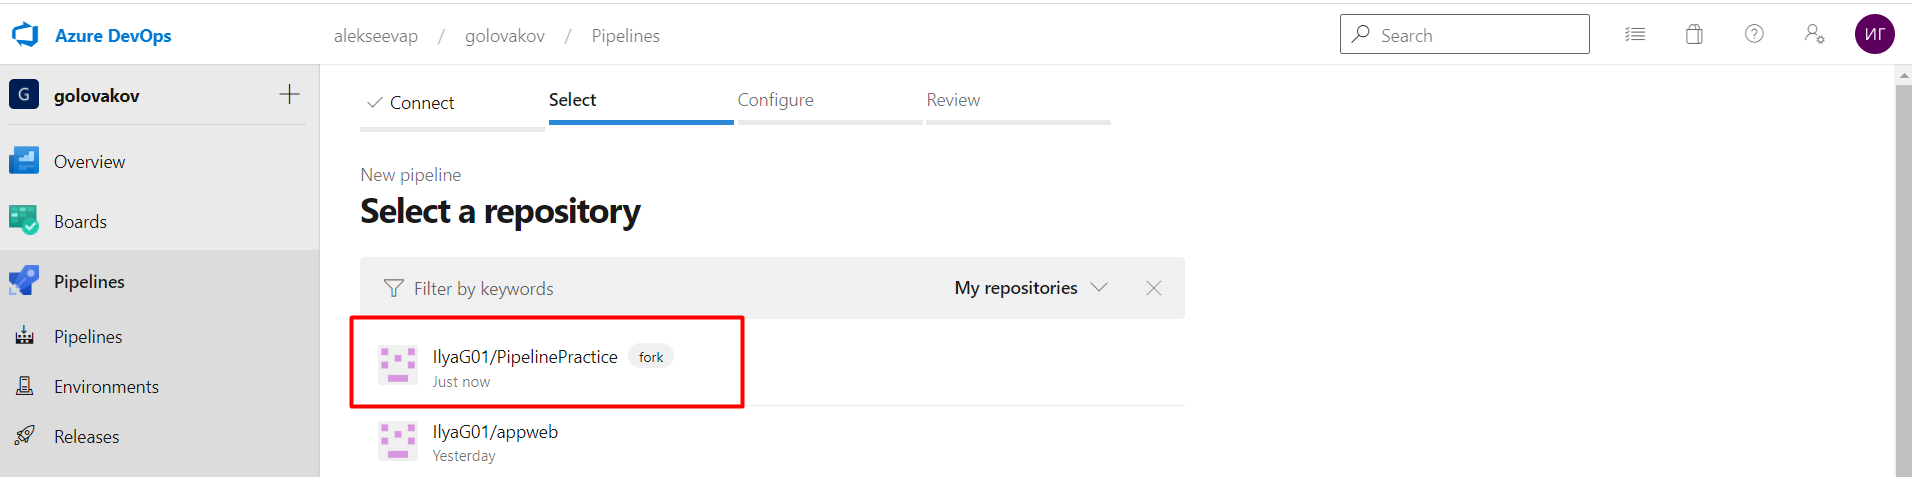 Azure DevOps
alekseevap / golovakov / Pipelines
Search
ИГ
G golovakov
Overview
Boards
Pipelines
Pipelines
Environments
Releases
Connect
Select
Configure
Review
New pipeline
Select a repository
Filter by keywords
My repositories
IlyaG01/PipelinePractice fork
Just now
IlyaG01/appweb
Yesterday